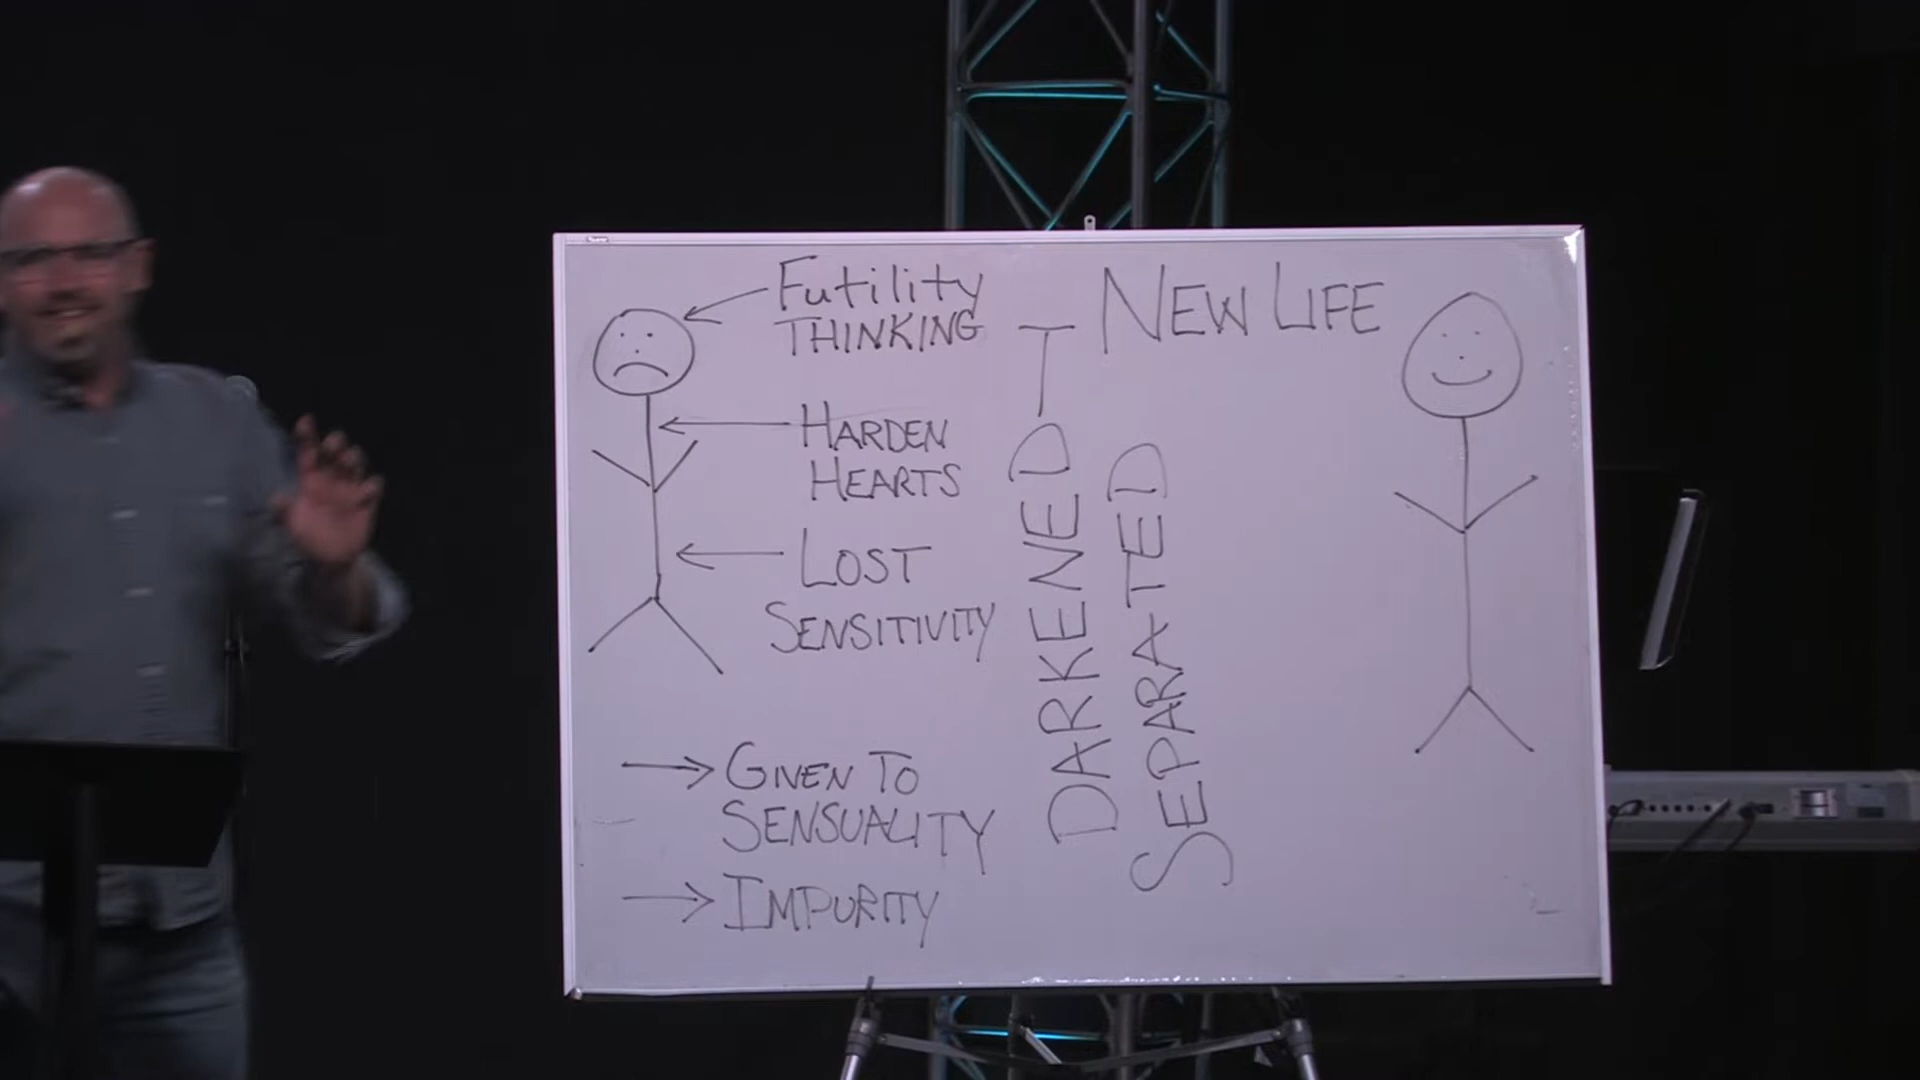 Futility
THINKING
HARDEN
HEARTS
LOST
SENSITIVITY
GIVEN TO
SENSUALITY
IMPURITY
DARKENED
SEPARATED
NEW LIFE